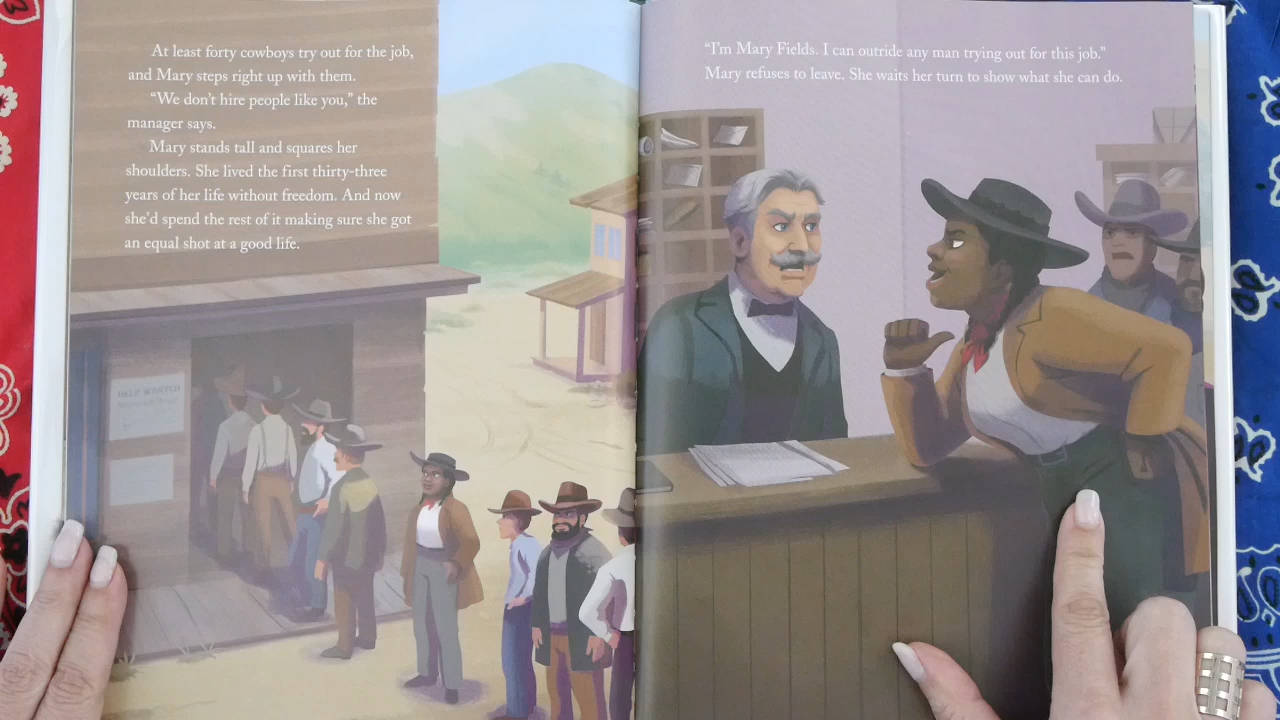 At least forty cowboys try out for the job,
and Mary steps right up with them.
“We don’t hire people like you,” the
manager says.
Mary stands tall and squares her
shoulders. She lived the first thirty-three
years of her life without freedom. And now
she’d spend the rest of it making sure she got
an equal shot at a good life.
HELP WANTED
“I’m Mary Fields. I can outride any man trying out for this job.”
Mary refuses to leave. She waits her turn to show what she can do.